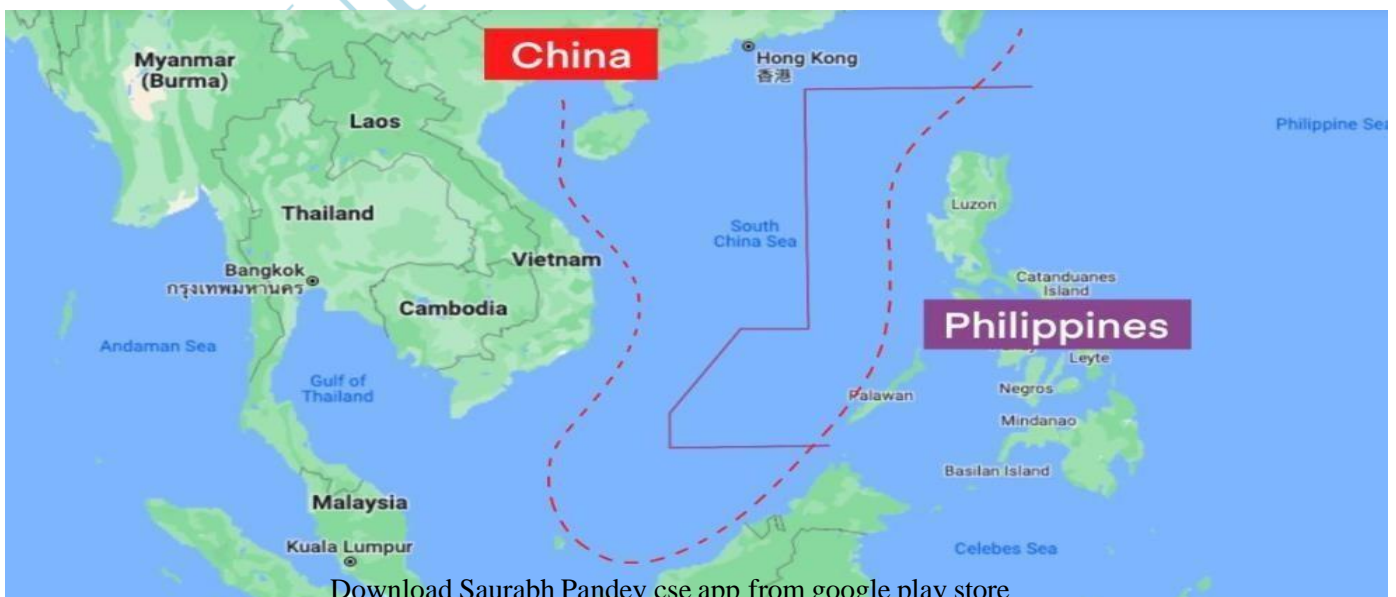 China
Myanmar
(Burma)
Hong Kong
香港
Laos
Philippine Sea
Thailand
Luzon
South
China Sea
Vietnam
Bangkok
กรุงเทพมหานคร
Catanduanes
Island
Cambodia
Philippines
Andaman Sea
Leyte
Gulf of
Thailand
Palawan
Negros
Mindanao
Basilan Island
Malaysia
Kuala Lumpur
Celebes Sea
Download Saurabh Pandey cse app from google play store